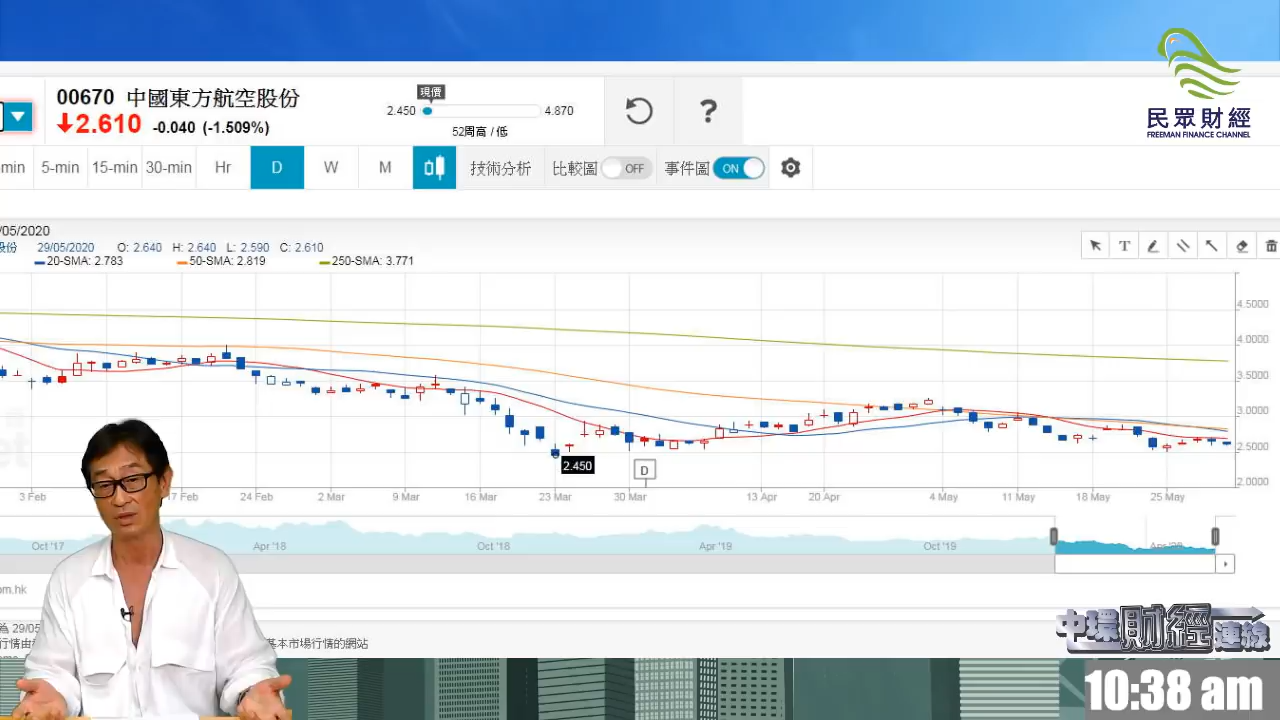 00670 中國東方航空股份
2.610 -0.040 (-1.509%)
現價
2.450 4.870
52周高 / 低
?
民眾財經
FREEMAN FINANCE CHANNEL
min 5-min 15-min 30-min Hr D W M 技術分析 比較圖 OFF 事件圖 ON
/05/2020
股份 29/05/2020 O: 2.640 H: 2.640 L: 2.590 C: 2.610
20-SMA: 2.783 50-SMA: 2.819 250-SMA: 3.771
T
4.5000
4.0000
3.5000
3.0000
2.5000
2.0000
2.450
D
3 Feb 17 Feb 24 Feb 2 Mar 9 Mar 16 Mar 23 Mar 30 Mar 13 Apr 20 Apr 4 May 11 May 18 May 25 May
Oct '17 Apr '18 Oct '18 Apr '19 Oct '19 Apr '20
om.hk
為 29/05
基本市場行情的網站
中環財經連線
10:38 am